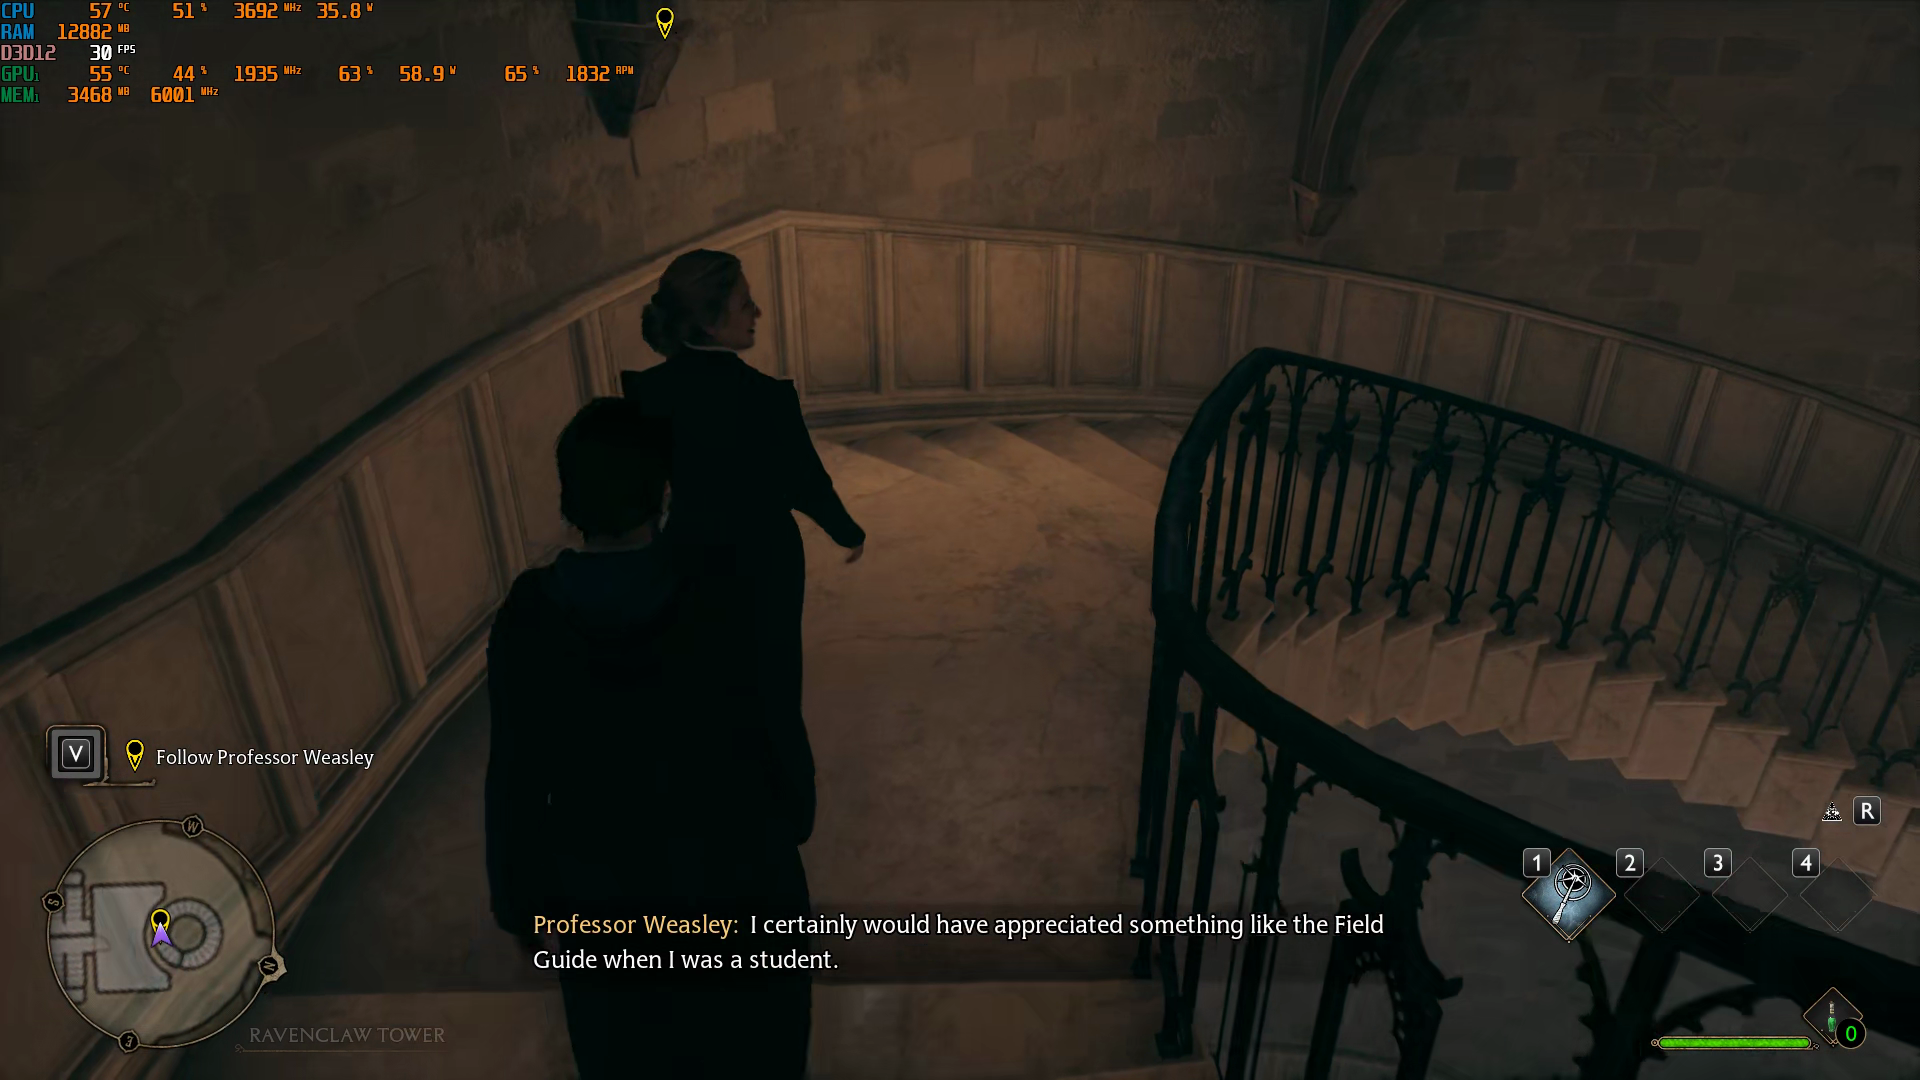 CPU 57 °C 51 % 3692 MHz 35.8 W
RAM 12882 MB
D3D12 30 FPS
GPU1 55 °C 44 % 1935 MHz 63 % 58.9 W 65 % 1832 RPM
MEM1 3468 MB 6001 MHz
V Follow Professor Weasley
W
S
N
E
RAVENCLAW TOWER
R
1 2 3 4
Professor Weasley: I certainly would have appreciated something like the Field
Guide when I was a student.
0